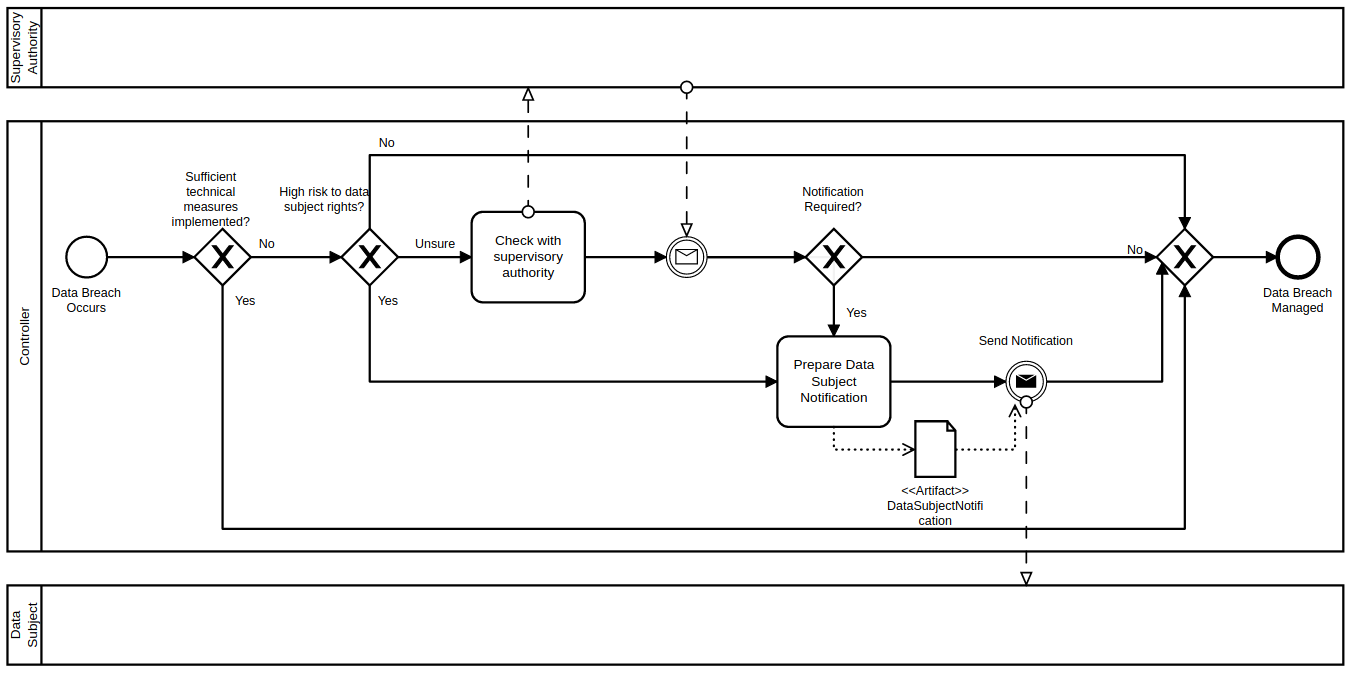 Supervisory
Authority
Controller
No
Sufficient
technical
measures
implemented?
High risk to data
subject rights?
Notification
Required?
No
Unsure
Check with
supervisory
authority
No
Data Breach
Occurs
Yes
Yes
Yes
Data Breach
Managed
Send Notification
Prepare Data
Subject
Notification
<<Artifact>>
DataSubjectNotifi
cation
Data
Subject